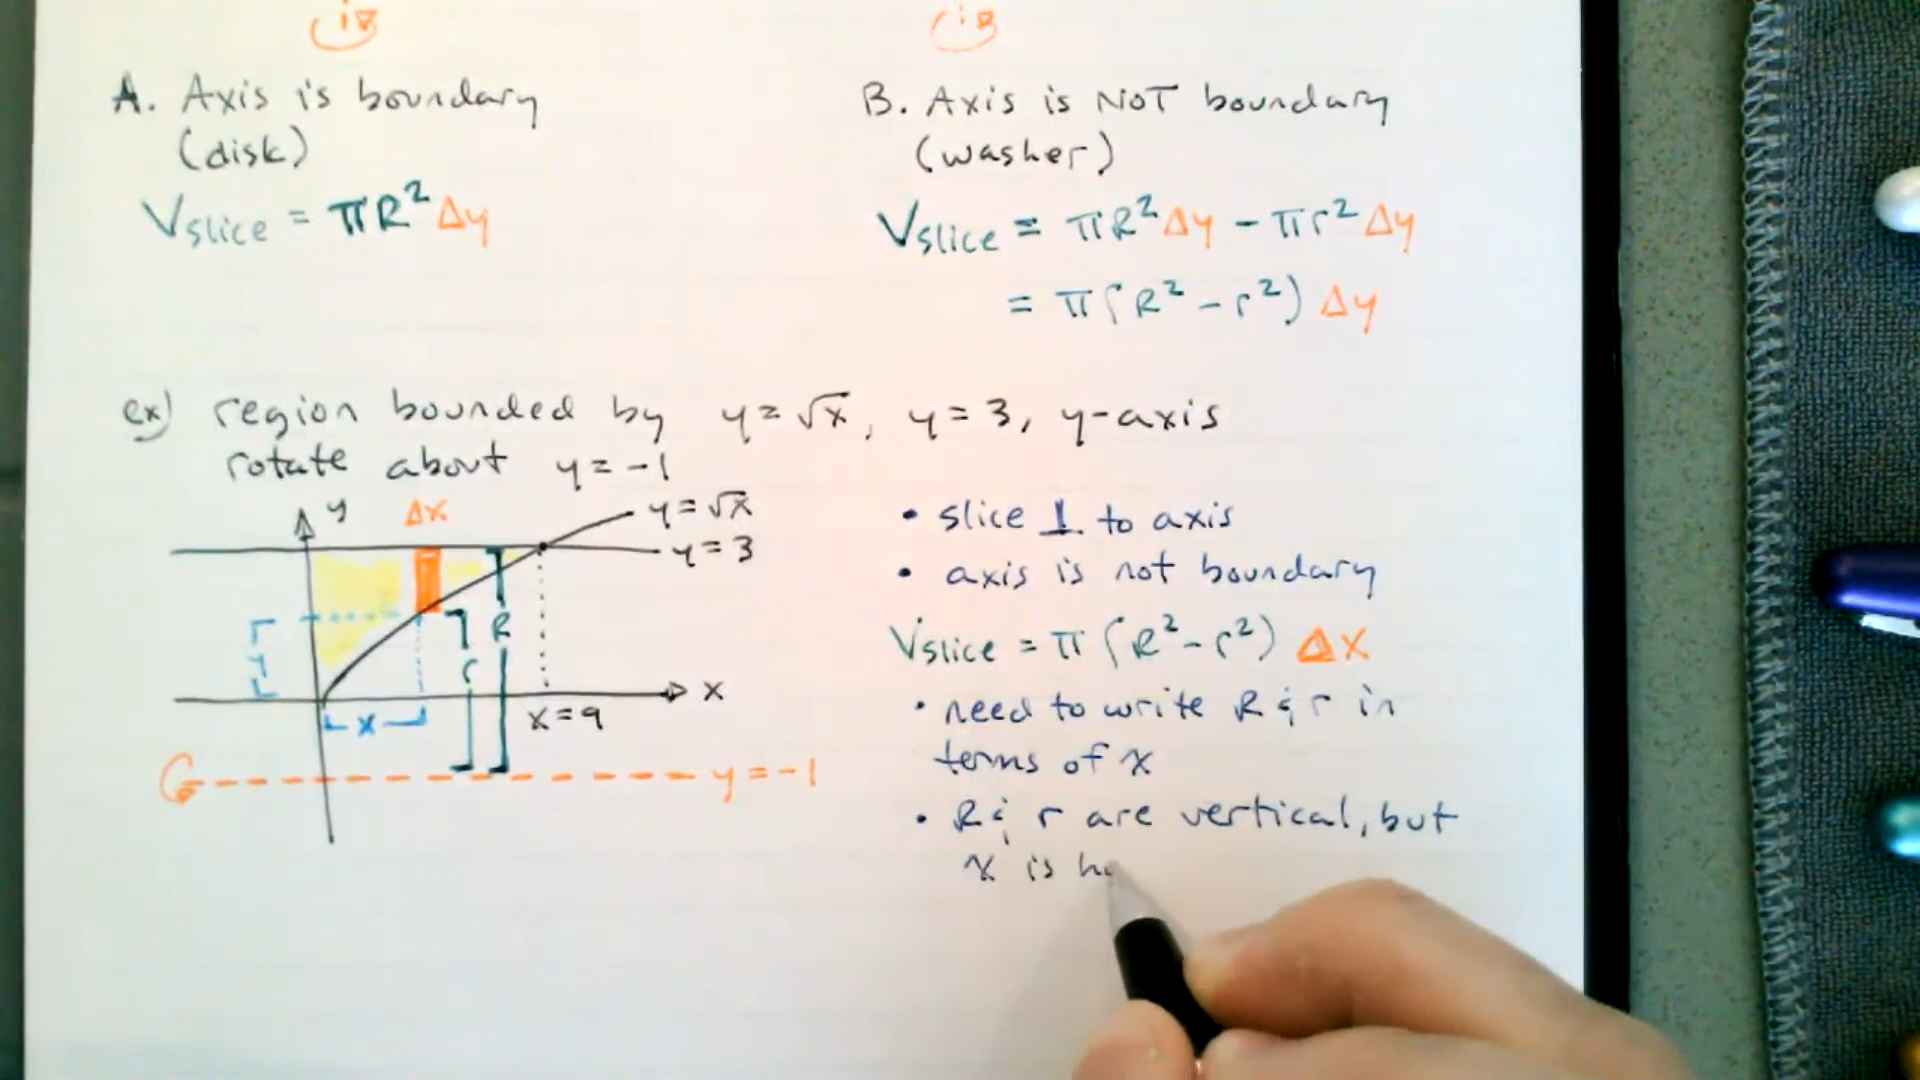 A. Axis is boundary
(disk)
Vslice = πR² Δy
B. Axis is NOT boundary
(washer)
Vslice = πR² Δy - πr² Δy
= π(R² - r²) Δy
ex) region bounded by y = √x, y = 3, y-axis
rotate about y = -1
y
Δx
y = √x
y = 3
y
r
R
x
x
x = 9
y = -1
• slice ⊥ to axis
• axis is not boundary
Vslice = π (R² - r²) Δx
• need to write R & r in
terms of x
• R & r are vertical, but
x is ho